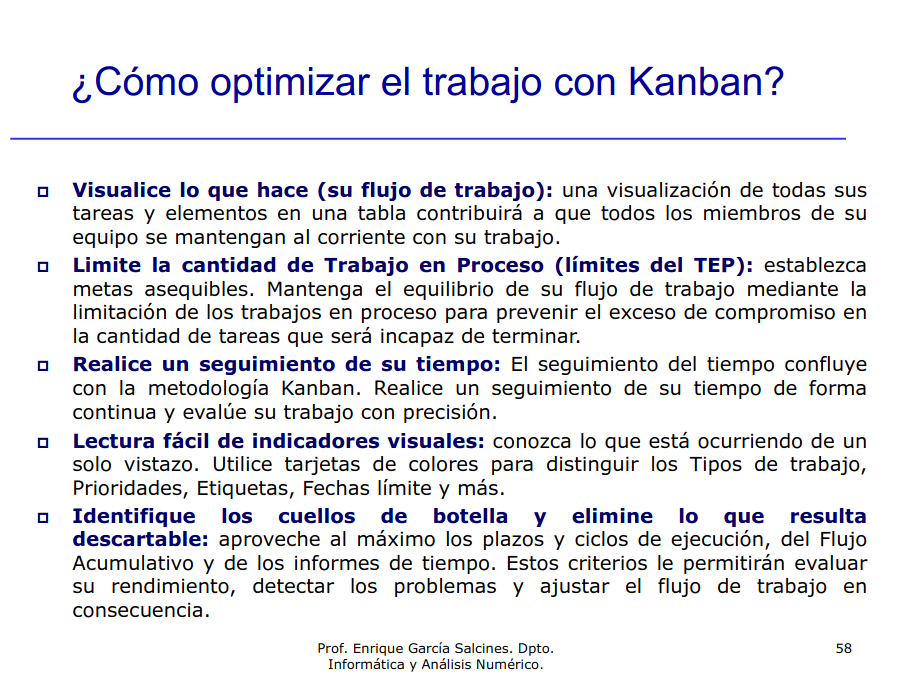 ¿Cómo optimizar el trabajo con Kanban?
Visualice lo que hace (su flujo de trabajo): una visualización de todas sus
tareas y elementos en una tabla contribuirá a que todos los miembros de su
equipo se mantengan al corriente con su trabajo.
Limite la cantidad de Trabajo en Proceso (límites del TEP): establezca
metas asequibles. Mantenga el equilibrio de su flujo de trabajo mediante la
limitación de los trabajos en proceso para prevenir el exceso de compromiso en
la cantidad de tareas que será incapaz de terminar.
Realice un seguimiento de su tiempo: El seguimiento del tiempo confluye
con la metodología Kanban. Realice un seguimiento de su tiempo de forma
continua y evalúe su trabajo con precisión.
Lectura fácil de indicadores visuales: conozca lo que está ocurriendo de un
solo vistazo. Utilice tarjetas de colores para distinguir los Tipos de trabajo,
Prioridades, Etiquetas, Fechas límite y más.
Identifique los cuellos de botella y elimine lo que resulta
descartable: aproveche al máximo los plazos y ciclos de ejecución, del Flujo
Acumulativo y de los informes de tiempo. Estos criterios le permitirán evaluar
su rendimiento, detectar los problemas y ajustar el flujo de trabajo en
consecuencia.
Prof. Enrique García Salcines. Dpto.
Informática y Análisis Numérico.
58